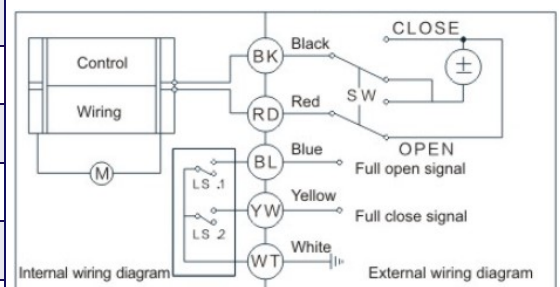 CLOSE
Black
BK
±
Control
SW
Red
RD
Wiring
OPEN
Blue
BL
Full open signal
M
LS .1
Yellow
YW
Full close signal
LS .2
White
WT
Internal wiring diagram
External wiring diagram